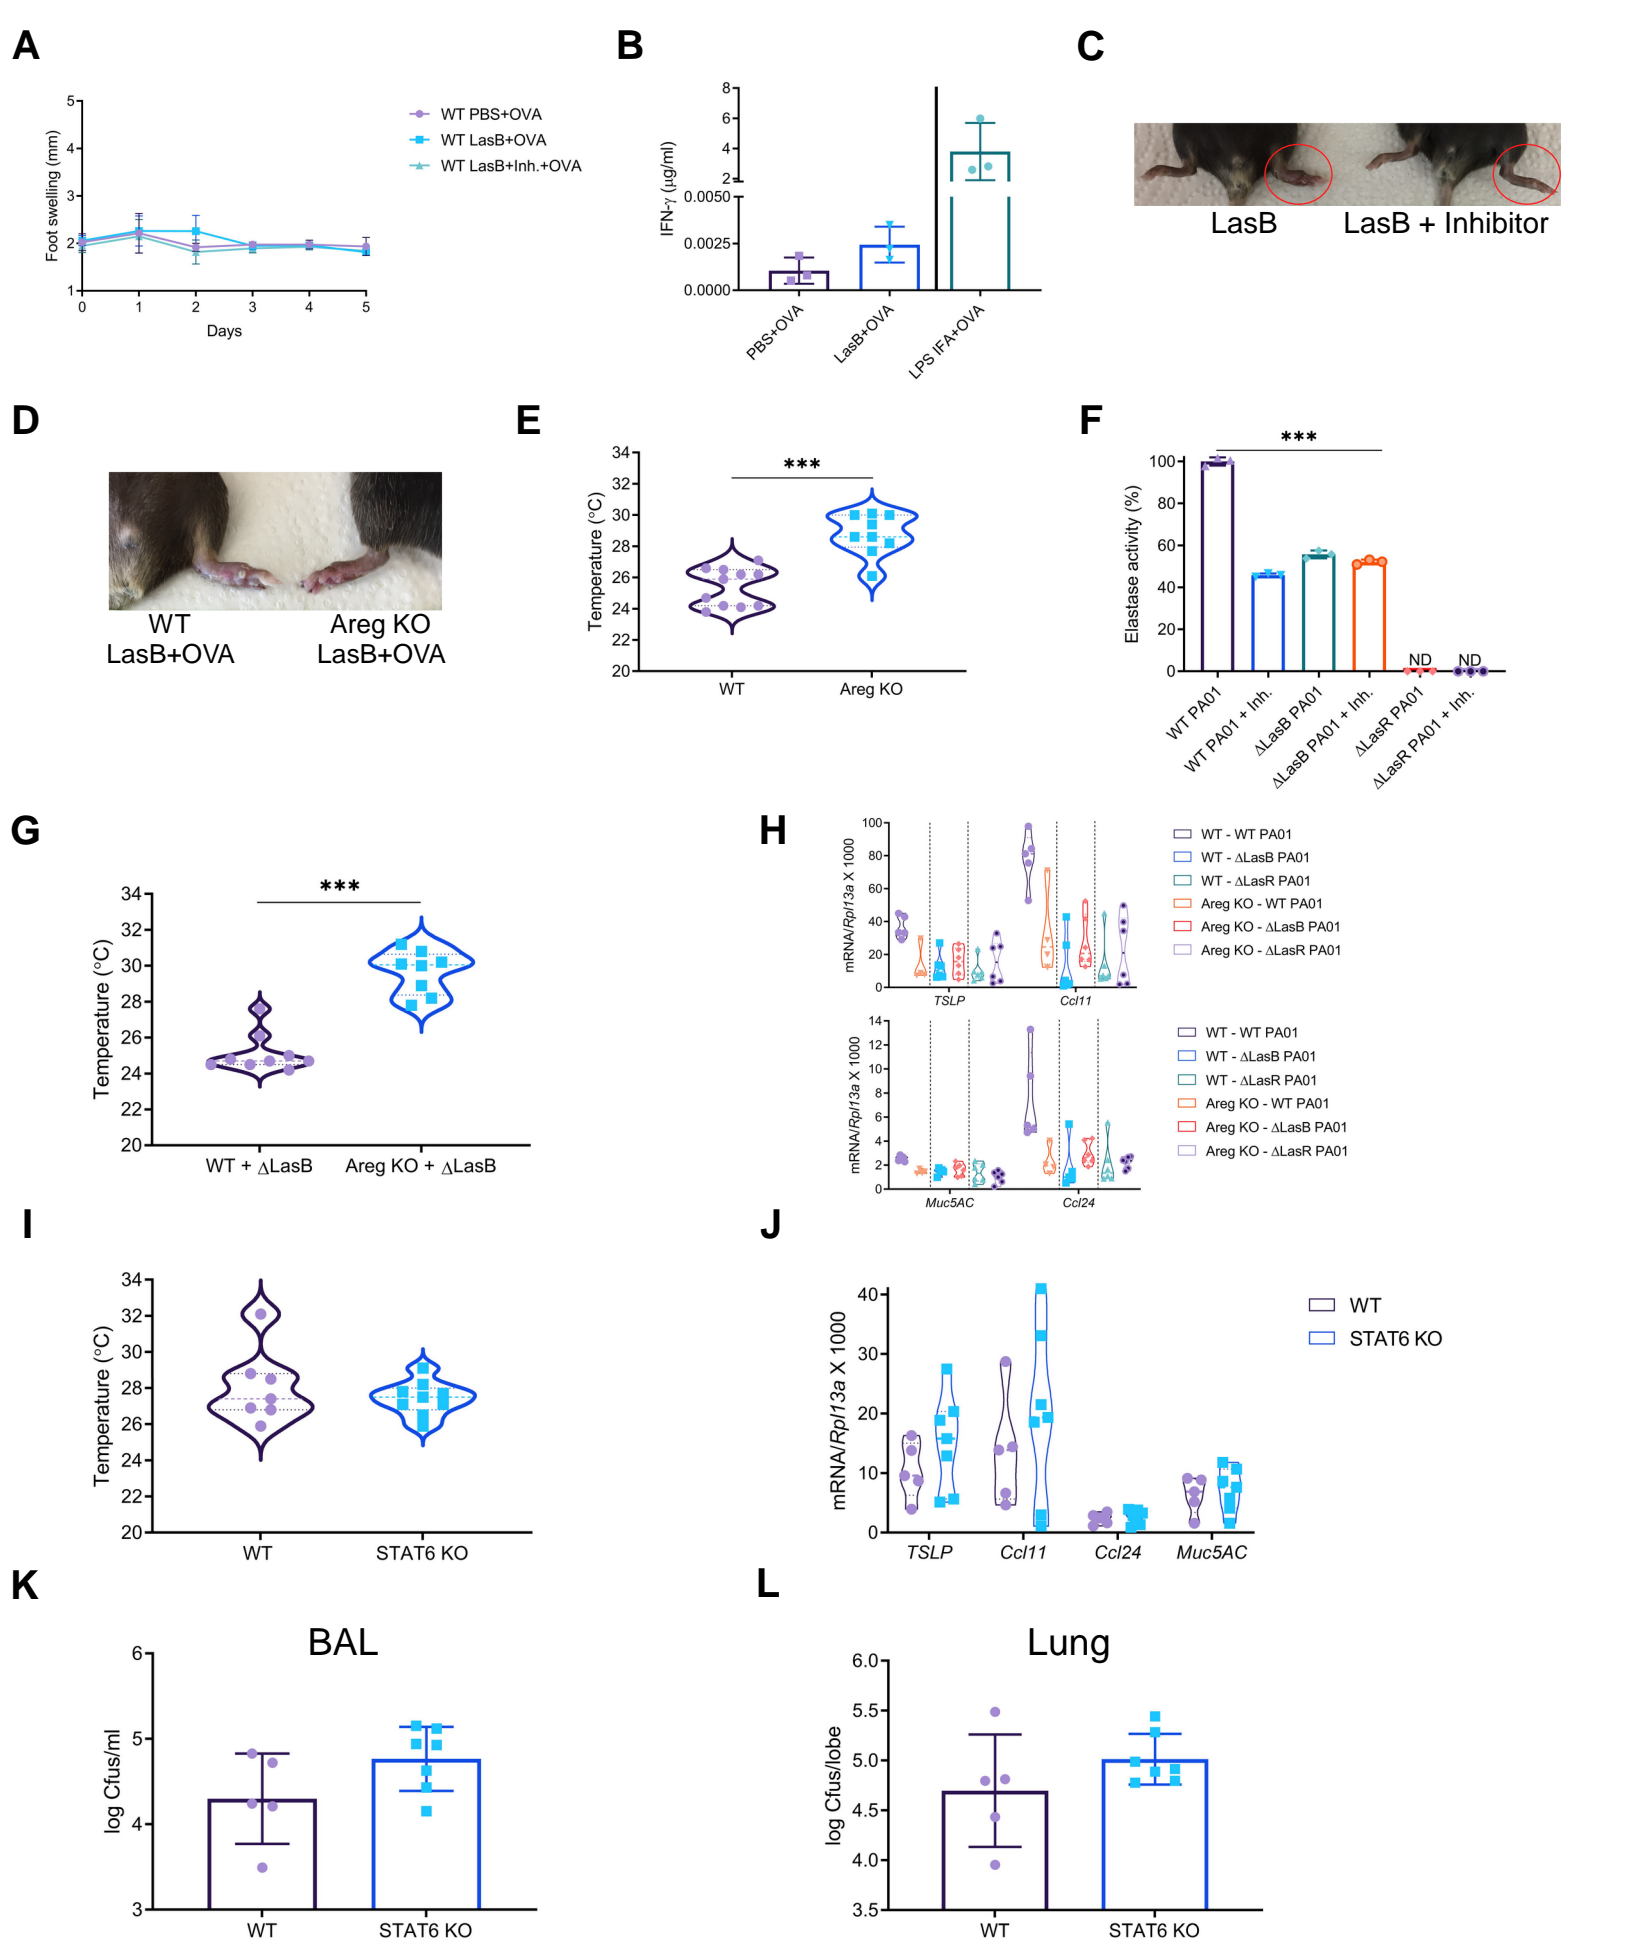 A
Foot swelling (mm)
5
4
3
2
1
0 1 2 3 4 5
Days
WT PBS+OVA
WT LasB+OVA
WT LasB+Inh.+OVA
B
IFN-γ (μg/ml)
8
6
4
2
0.0050
0.0025
0.0000
PBS+OVA
LasB+OVA
LPS IFA+OVA
C
LasB
LasB + Inhibitor
D
WT
LasB+OVA
Areg KO
LasB+OVA
E
Temperature (°C)
34
32
30
28
26
24
22
20
***
WT
Areg KO
F
Elastase activity (%)
100
80
60
40
20
0
***
ND
ND
WT PA01
WT PA01 + Inh.
ΔLasB PA01
ΔLasB PA01 + Inh.
ΔLasR PA01
ΔLasR PA01 + Inh.
G
Temperature (°C)
34
32
30
28
26
24
22
20
***
WT + ΔLasB
Areg KO + ΔLasB
H
mRNA/Rpl13a X 1000
100
80
60
40
20
0
TSLP
Ccl11
WT - WT PA01
WT - ΔLasB PA01
WT - ΔLasR PA01
Areg KO - WT PA01
Areg KO - ΔLasB PA01
Areg KO - ΔLasR PA01
mRNA/Rpl13a X 1000
14
12
10
8
6
4
2
0
Muc5AC
Ccl24
WT - WT PA01
WT - ΔLasB PA01
WT - ΔLasR PA01
Areg KO - WT PA01
Areg KO - ΔLasB PA01
Areg KO - ΔLasR PA01
I
Temperature (°C)
34
32
30
28
26
24
22
20
WT
STAT6 KO
J
mRNA/Rpl13a X 1000
40
30
20
10
0
TSLP
Ccl11
Ccl24
Muc5AC
WT
STAT6 KO
K
BAL
log Cfus/ml
6
5
4
3
WT
STAT6 KO
L
Lung
log Cfus/lobe
6.0
5.5
5.0
4.5
4.0
3.5
WT
STAT6 KO